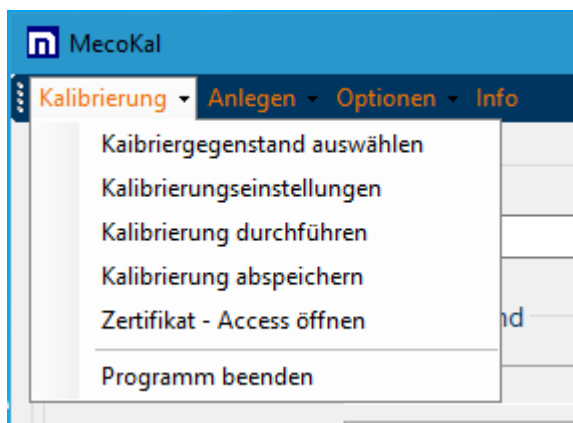 MecoKal
Kalibrierung Anlegen Optionen Info
Kaibriergegenstand auswählen
Kalibrierungseinstellungen
Kalibrierung durchführen
Kalibrierung abspeichern
Zertifikat - Access öffnen
nd
Programm beenden